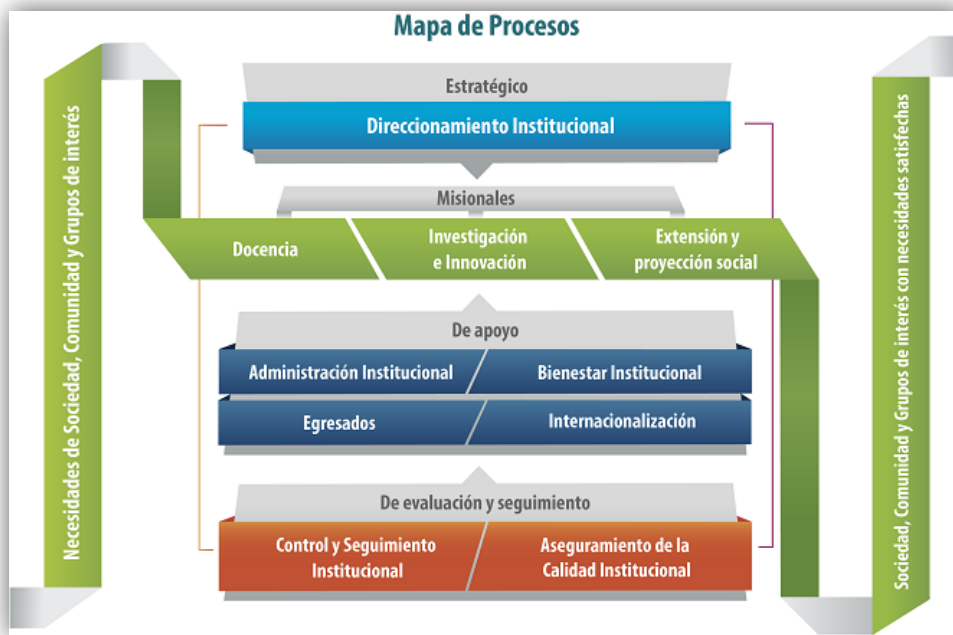 Mapa de Procesos
Necesidades de Sociedad, Comunidad y Grupos de interés
Estratégico
Direccionamiento Institucional
Misionales
Docencia
Investigación
e Innovación
Extensión y
proyección social
De apoyo
Administración Institucional
Bienestar Institucional
Egresados
Internacionalización
De evaluación y seguimiento
Control y Seguimiento
Institucional
Aseguramiento de la
Calidad Institucional
Sociedad, Comunidad y Grupos de interés con necesidades satisfechas